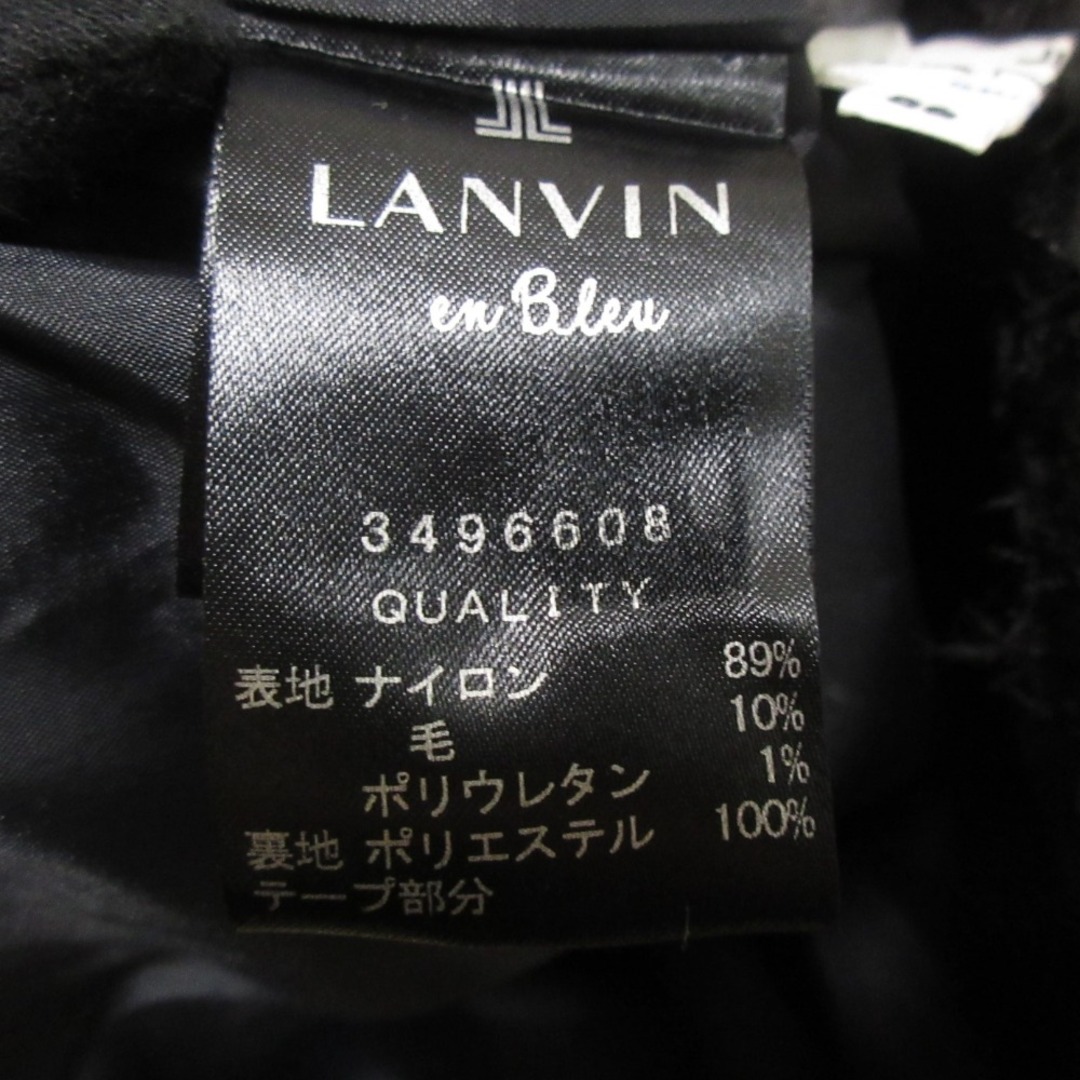 LANVIN
en Bleu
3496608
QUALITY
表地 ナイロン 89%
毛 10%
ポリウレタン 1%
裏地 ポリエステル 100%
テープ部分